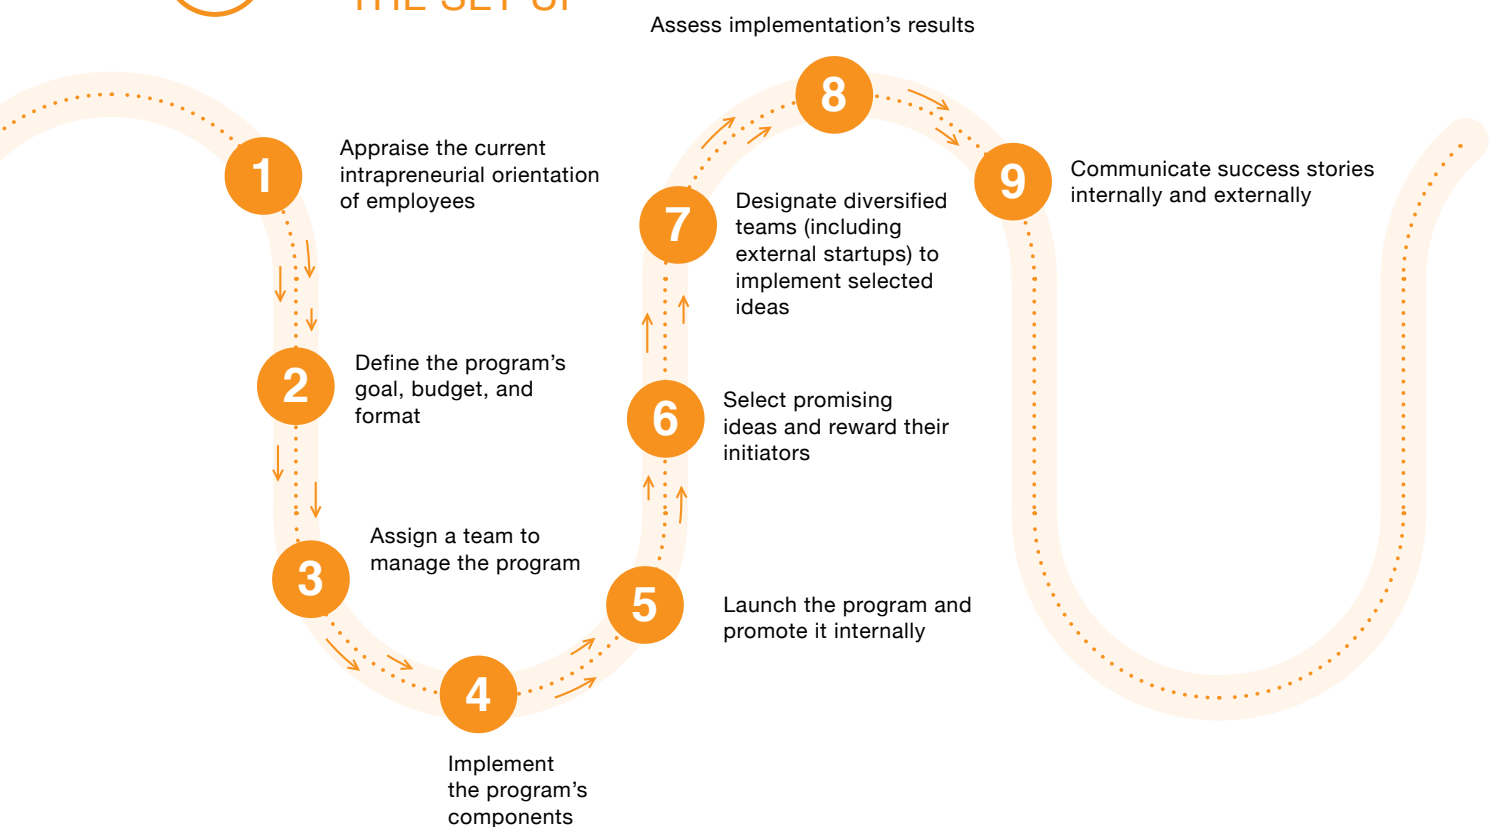 THE SET UP
Assess implementation's results
8
1
Appraise the current
intrapreneurial orientation
of employees
9
Communicate success stories
internally and externally
7
Designate diversified
teams (including
external startups) to
implement selected
ideas
2
Define the program's
goal, budget, and
format
6
Select promising
ideas and reward their
initiators
3
Assign a team to
manage the program
5
Launch the program and
promote it internally
4
Implement
the program's
components